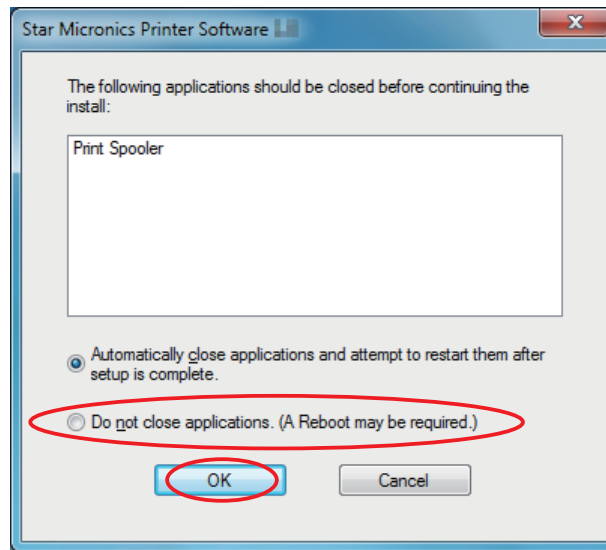 Star Micronics Printer Software
The following applications should be closed before continuing the
install:
Print Spooler
Automatically close applications and attempt to restart them after
setup is complete.
Do not close applications. (A Reboot may be required.)
OK
Cancel